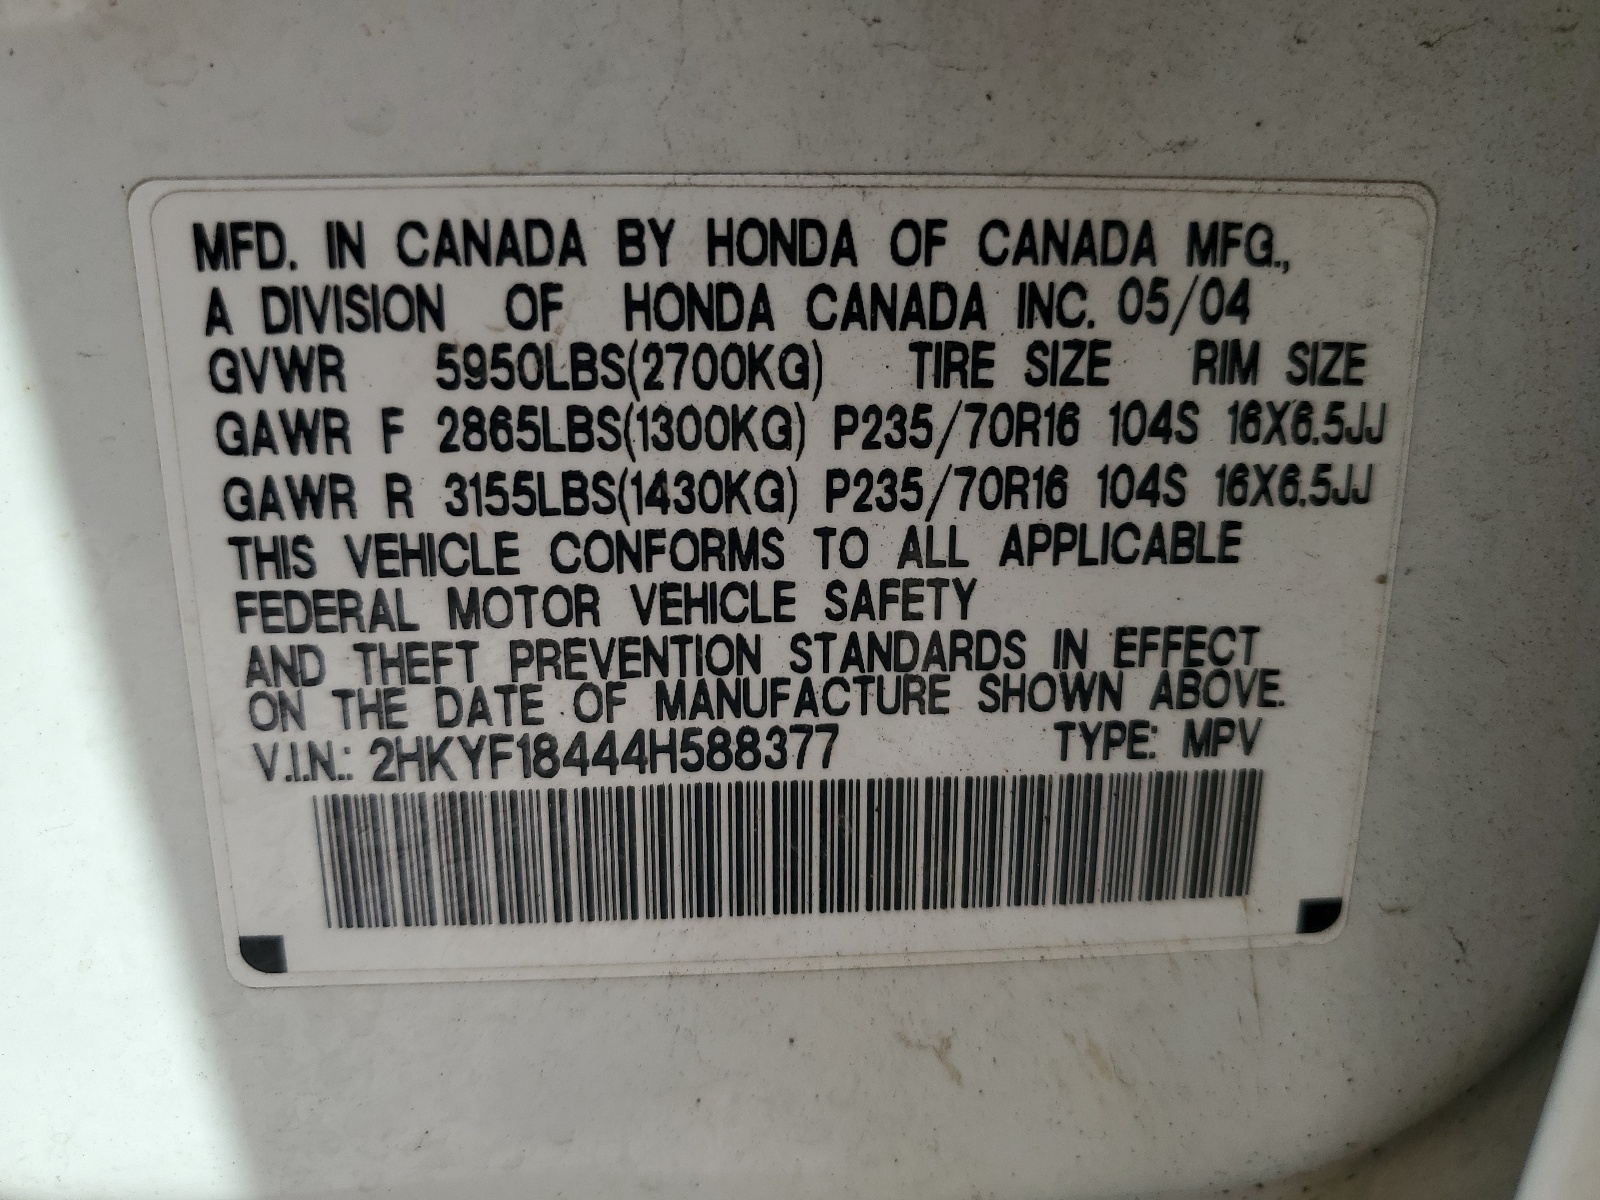 MFD. IN CANADA BY HONDA OF CANADA MFG.,
A DIVISION OF HONDA CANADA INC. 05/04
GVWR 5950LBS(2700KG) TIRE SIZE RIM SIZE
GAWR F 2865LBS(1300KG) P235/70R16 104S 16X6.5JJ
GAWR R 3155LBS(1430KG) P235/70R16 104S 16X6.5JJ
THIS VEHICLE CONFORMS TO ALL APPLICABLE
FEDERAL MOTOR VEHICLE SAFETY
AND THEFT PREVENTION STANDARDS IN EFFECT
ON THE DATE OF MANUFACTURE SHOWN ABOVE.
V.I.N.: 2HKYF18444H588377 TYPE: MPV